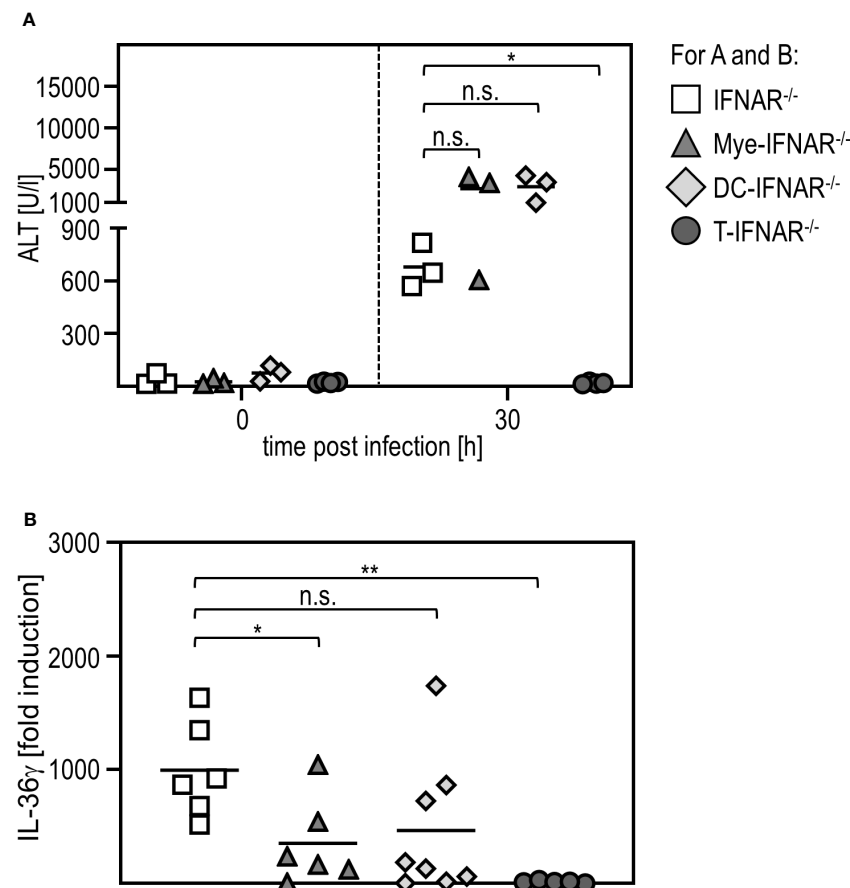 A
For A and B:
IFNAR-/-
Mye-IFNAR-/-
DC-IFNAR-/-
T-IFNAR-/-
ALT [U/l]
15000
10000
5000
1000
900
600
300
*
n.s.
n.s.
0
30
time post infection [h]
B
IL-36γ [fold induction]
3000
2000
1000
**
n.s.
*